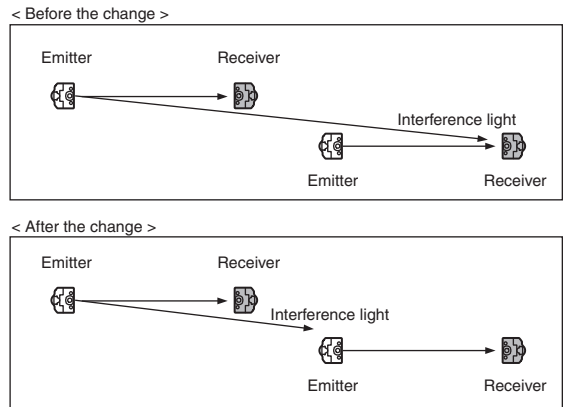 < Before the change >
Emitter Receiver
Interference light
Emitter Receiver
< After the change >
Emitter Receiver
Interference light
Emitter Receiver